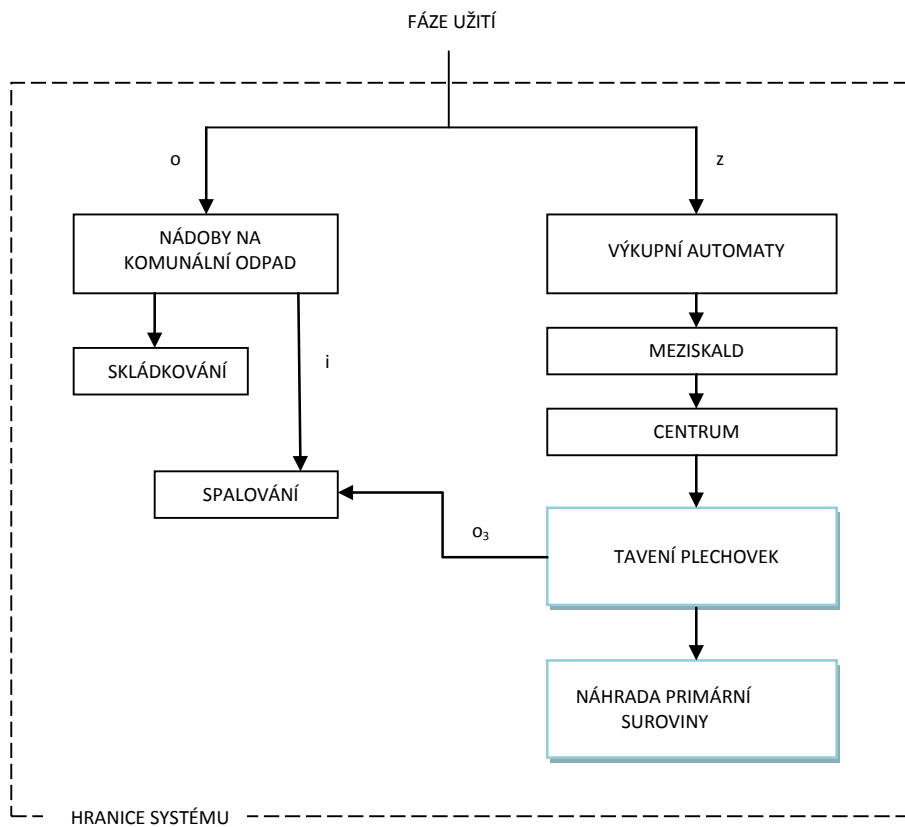 FÁZE UŽITÍ
o
z
NÁDOBY NA
KOMUNÁLNÍ ODPAD
VÝKUPNÍ AUTOMATY
SKLÁDKOVÁNÍ
i
MEZISKALD
CENTRUM
SPALOVÁNÍ
o₃
TAVENÍ PLECHOVEK
NÁHRADA PRIMÁRNÍ
SUROVINY
HRANICE SYSTÉMU